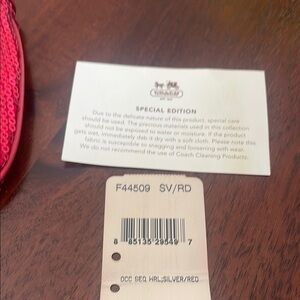 COACH
SPECIAL EDITION
Due to the delicate nature of this product, special care
should be used. The precious materials used in this collection
should not be exposed to water or moisture. If the product
gets wet, immediately dab it dry with a soft cloth. Please note this
fabric is susceptible to snagging and loosening with wear.
We do not recommend the use of Coach Cleaning Products.
F44509 SV/RD
8 85135 29549 7
OCC SEQ WRL:SILVER/RED